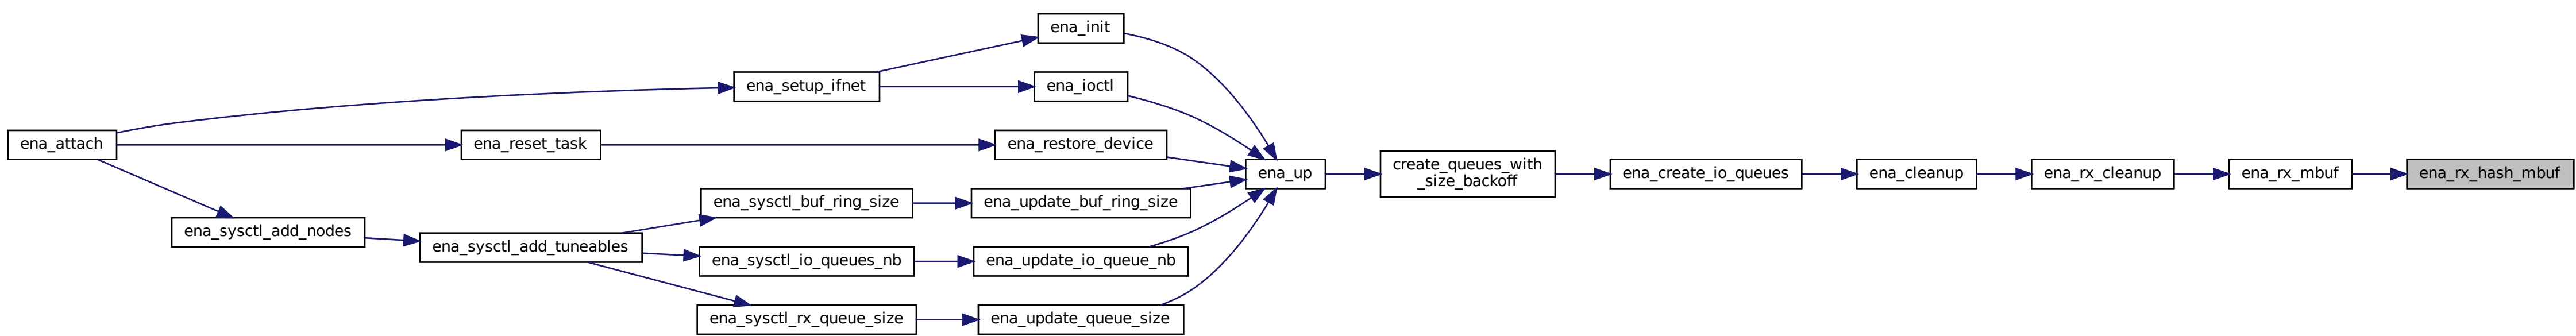 ena_init
ena_setup_ifnet
ena_ioctl
ena_attach
ena_reset_task
ena_restore_device
ena_up
create_queues_with
_size_backoff
ena_create_io_queues
ena_cleanup
ena_rx_cleanup
ena_rx_mbuf
ena_rx_hash_mbuf
ena_sysctl_buf_ring_size
ena_update_buf_ring_size
ena_sysctl_add_nodes
ena_sysctl_add_tuneables
ena_sysctl_io_queues_nb
ena_update_io_queue_nb
ena_sysctl_rx_queue_size
ena_update_queue_size